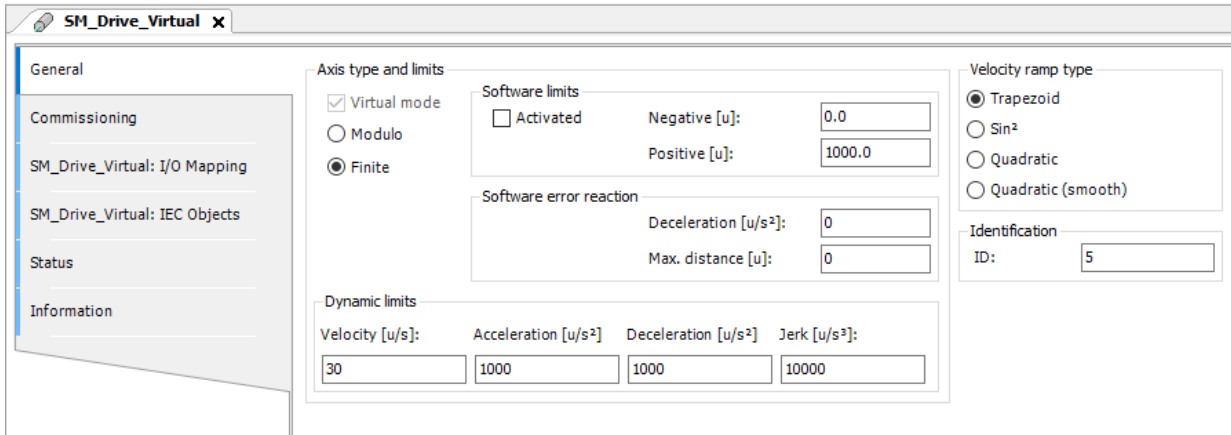 SM_Drive_Virtual X
General
Commissioning
SM_Drive_Virtual: I/O Mapping
SM_Drive_Virtual: IEC Objects
Status
Information
Axis type and limits
Virtual mode
Modulo
Finite
Software limits
Activated
Negative [u]: 0.0
Positive [u]: 1000.0
Software error reaction
Deceleration [u/s²]: 0
Max. distance [u]: 0
Dynamic limits
Velocity [u/s]: Acceleration [u/s²] Deceleration [u/s²] Jerk [u/s³]:
30 1000 1000 10000
Velocity ramp type
Trapezoid
Sin²
Quadratic
Quadratic (smooth)
Identification
ID: 5